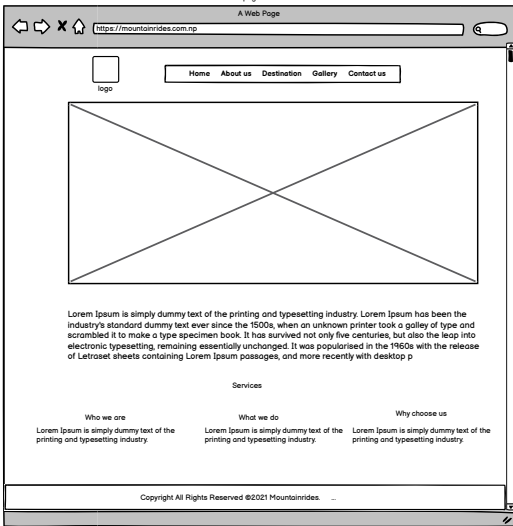 A Web Page
https://mountainrides.com.np
logo
Home About us Destination Gallery Contact us
Lorem Ipsum is simply dummy text of the printing and typesetting industry. Lorem Ipsum has been the
industry's standard dummy text ever since the 1500s, when an unknown printer took a galley of type and
scrambled it to make a type specimen book. It has survived not only five centuries, but also the leap into
electronic typesetting, remaining essentially unchanged. It was popularised in the 1960s with the release
of Letraset sheets containing Lorem Ipsum passages, and more recently with desktop p
Services
Who we are
Lorem Ipsum is simply dummy text of the
printing and typesetting industry.
What we do
Lorem Ipsum is simply dummy text of the
printing and typesetting industry.
Why choose us
Lorem Ipsum is simply dummy text of the
printing and typesetting industry.
Copyright All Rights Reserved ©2021 Mountainrides. ...